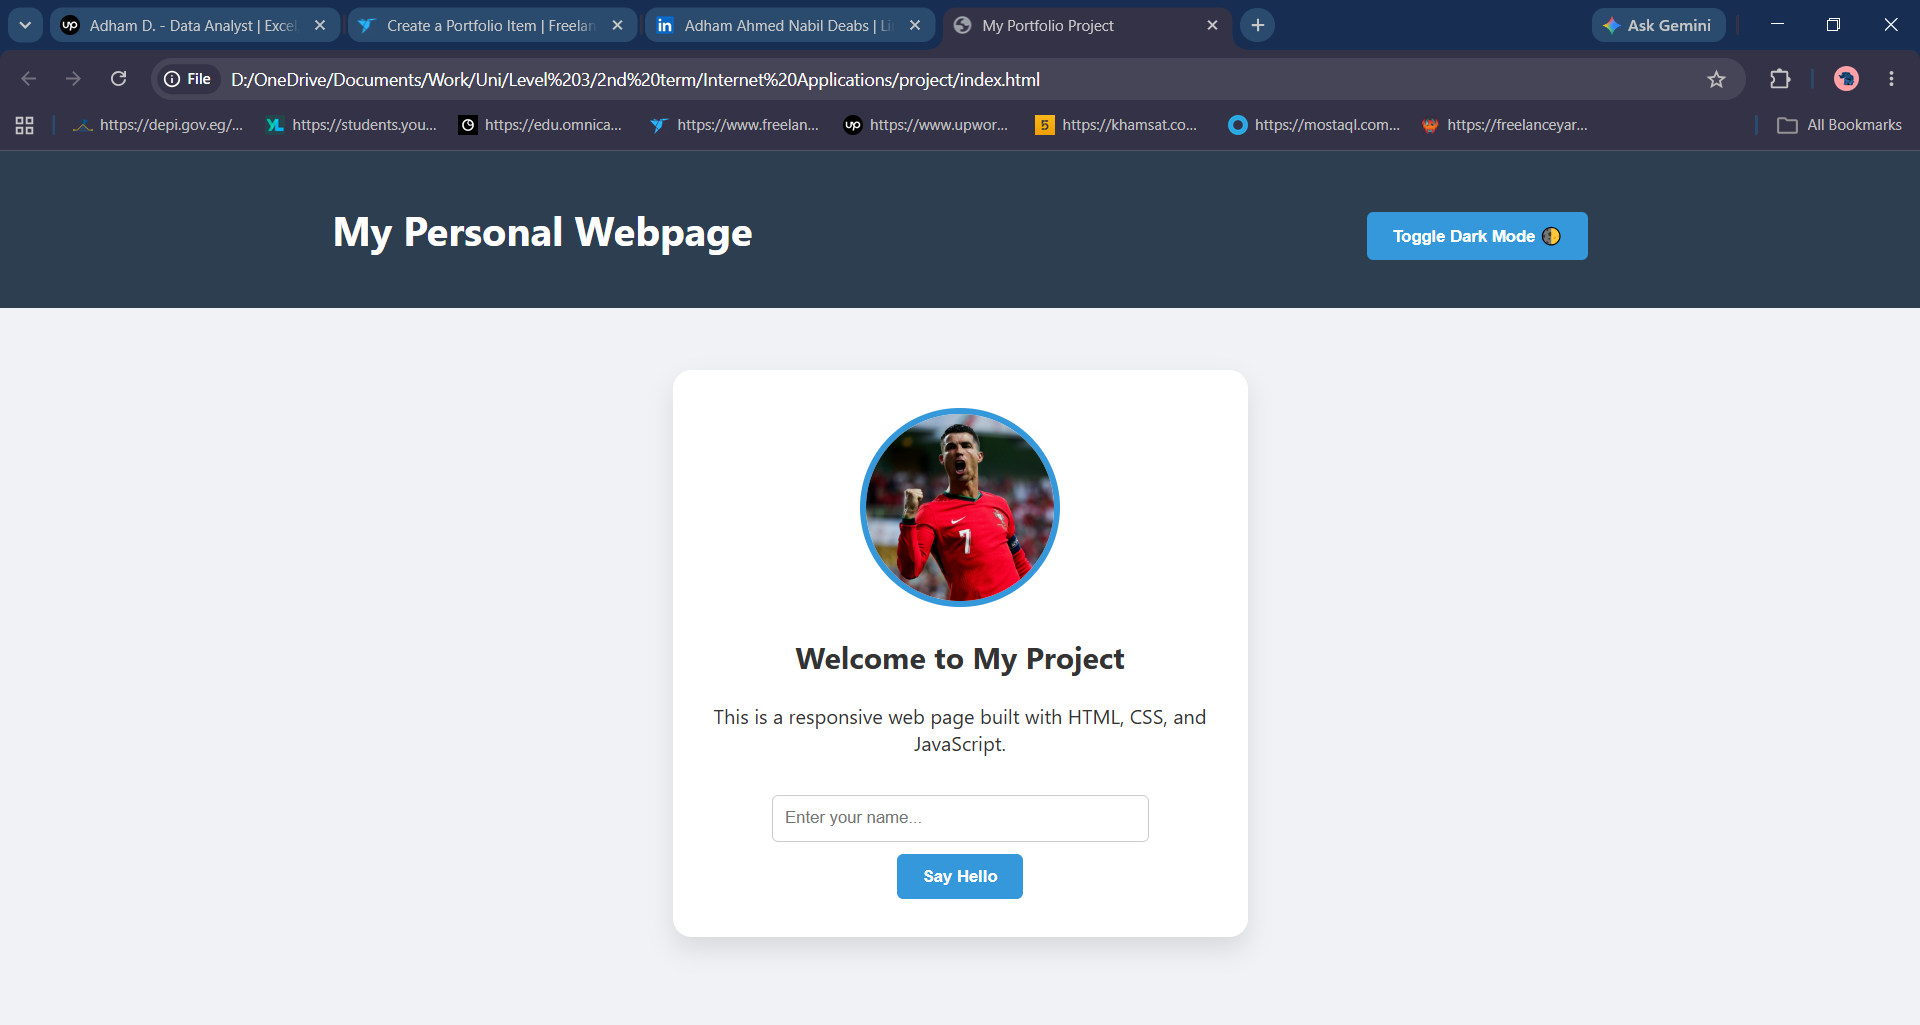 Adham D. - Data Analyst | Excel
Create a Portfolio Item | Freelan
Adham Ahmed Nabil Deabs | Li
My Portfolio Project
Ask Gemini
File
D:/OneDrive/Documents/Work/Uni/Level%203/2nd%20term/Internet%20Applications/project/index.html
https://depi.gov.eg/...
https://students.you...
https://edu.omnica...
https://www.freelan...
https://www.upwor...
https://khamsat.co...
https://mostaql.com...
https://freelanceyar...
All Bookmarks
My Personal Webpage
Toggle Dark Mode
7
Welcome to My Project
This is a responsive web page built with HTML, CSS, and
JavaScript.
Enter your name...
Say Hello